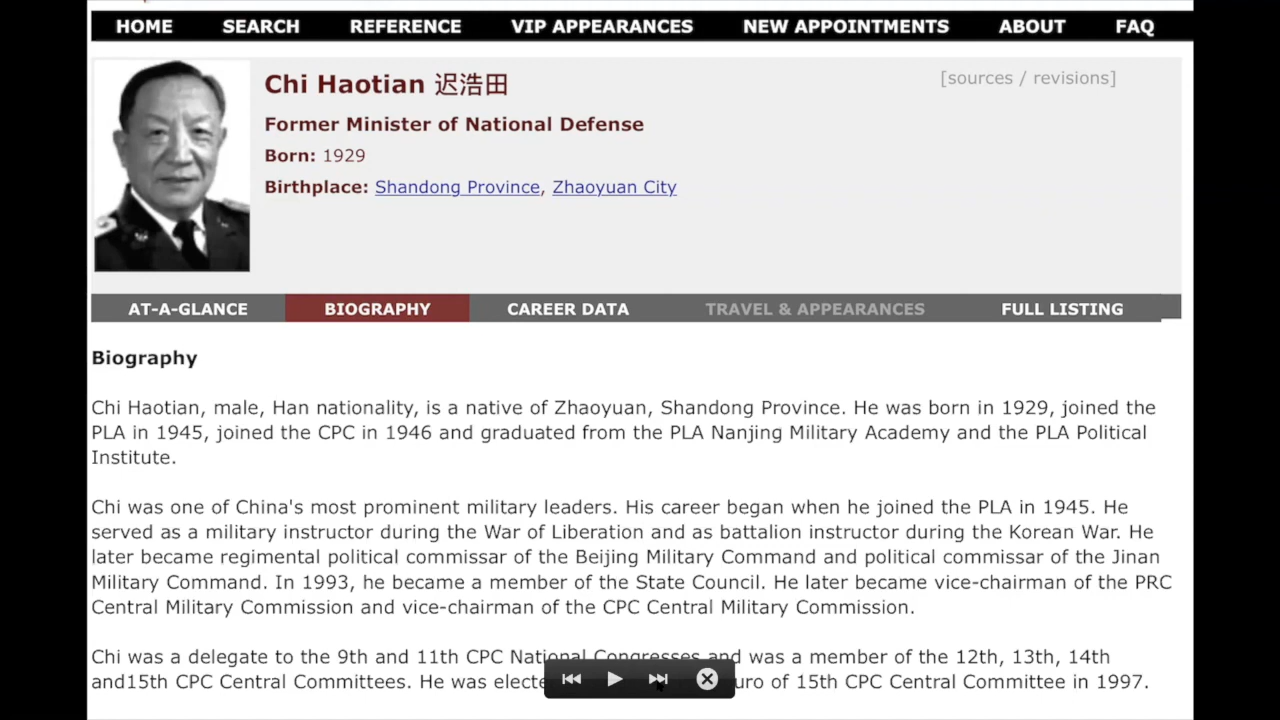 HOME SEARCH REFERENCE VIP APPEARANCES NEW APPOINTMENTS ABOUT FAQ
Chi Haotian 迟浩田
[sources / revisions]
Former Minister of National Defense
Born: 1929
Birthplace: Shandong Province, Zhaoyuan City
AT-A-GLANCE BIOGRAPHY CAREER DATA TRAVEL & APPEARANCES FULL LISTING
Biography
Chi Haotian, male, Han nationality, is a native of Zhaoyuan, Shandong Province. He was born in 1929, joined the
PLA in 1945, joined the CPC in 1946 and graduated from the PLA Nanjing Military Academy and the PLA Political
Institute.
Chi was one of China's most prominent military leaders. His career began when he joined the PLA in 1945. He
served as a military instructor during the War of Liberation and as battalion instructor during the Korean War. He
later became regimental political commissar of the Beijing Military Command and political commissar of the Jinan
Military Command. In 1993, he became a member of the State Council. He later became vice-chairman of the PRC
Central Military Commission and vice-chairman of the CPC Central Military Commission.
Chi was a delegate to the 9th and 11th CPC National Congresses and was a member of the 12th, 13th, 14th
and15th CPC Central Committees. He was of 15th CPC Central Committee in 1997.